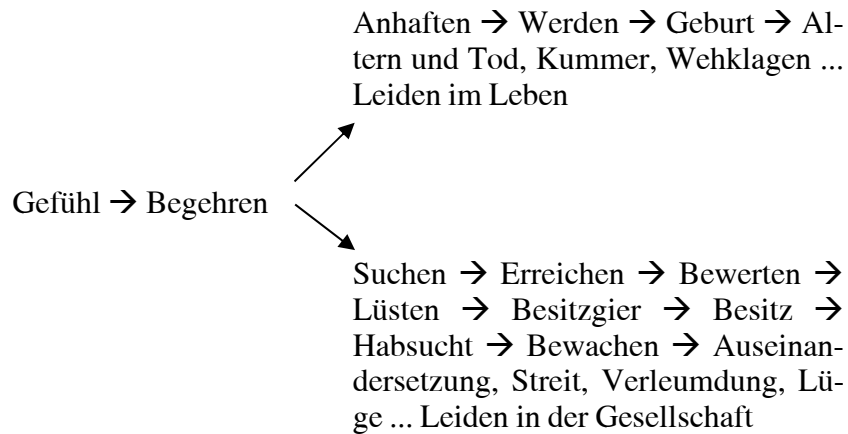 Anhaften → Werden → Geburt → Al-
tern und Tod, Kummer, Wehklagen ...
Leiden im Leben
Gefühl → Begehren
Suchen → Erreichen → Bewerten →
Lüsten → Besitzgier → Besitz →
Habsucht → Bewachen → Auseinan-
dersetzung, Streit, Verleumdung, Lü-
ge ... Leiden in der Gesellschaft